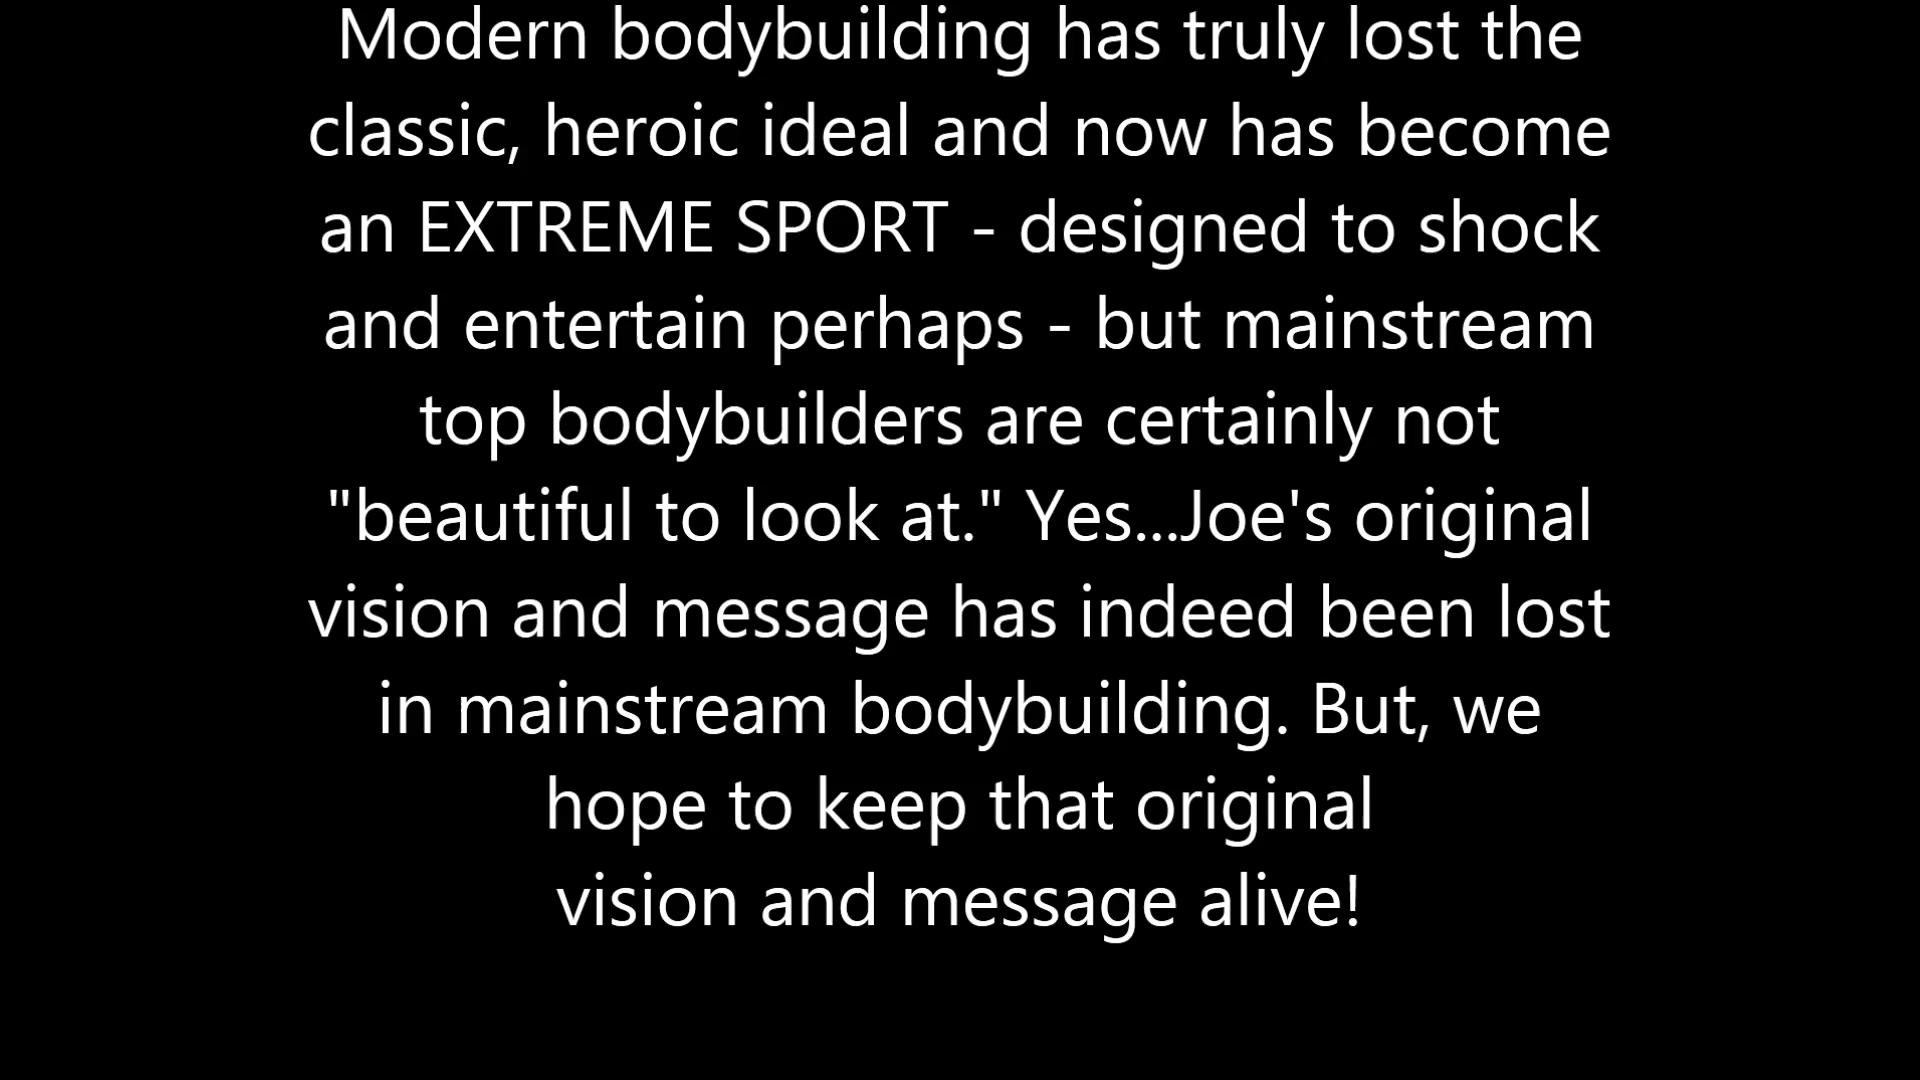 Modern bodybuilding has truly lost the
classic, heroic ideal and now has become
an EXTREME SPORT - designed to shock
and entertain perhaps - but mainstream
top bodybuilders are certainly not
"beautiful to look at." Yes...Joe's original
vision and message has indeed been lost
in mainstream bodybuilding. But, we
hope to keep that original
vision and message alive!